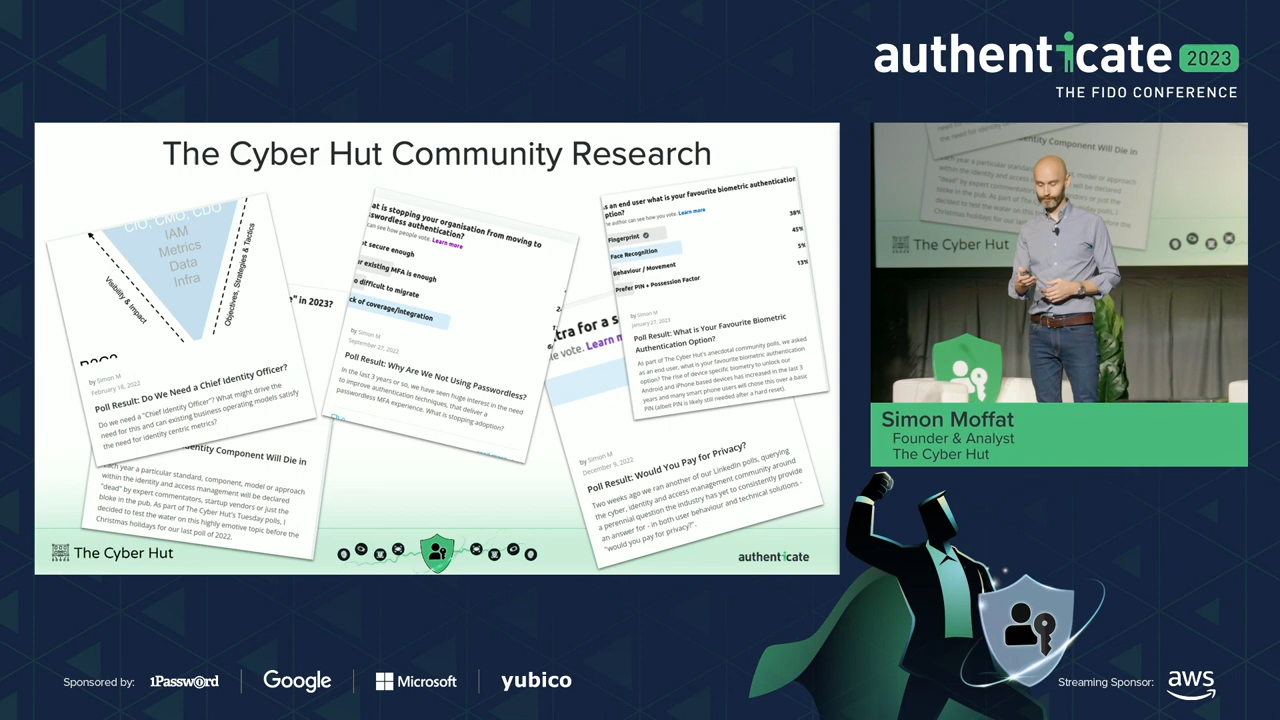 authenticate 2023
THE FIDO CONFERENCE
The Cyber Hut Community Research
CIO, CMO, CDO
IAM
Metrics
Data
Infra
Visibility & Impact
Objectives, Strategies & Tactics
by Simon M
February 18, 2022
Poll Result: Do We Need a Chief Identity Officer?
Do we need a "Chief Identity Officer"? What might drive the
need for this and can existing business operating models satisfy
the need for identity centric metrics?
e" in 2023?
entity Component Will Die in
Each year a particular standard, component, model or approach
within the identity and access management will be declared
"dead" by expert commentators, startup vendors or just the
bloke in the pub. As part of The Cyber Hut's Tuesday polls, I
decided to test the water on this highly emotive topic before the
Christmas holidays for our last poll of 2022.
at is stopping your organisation from moving to
sswordless authentication?
can see how people vote. Learn more
ot secure enough
r existing MFA is enough
o difficult to migrate
ck of coverage/integration
by Simon M
September 27, 2022
Poll Result: Why Are We Not Using Passwordless?
In the last 3 years or so, we have seen huge interest in the need
to improve authentication techniques, that deliver a
passwordless MFA experience. What is stopping adoption?
tra for a s
e vote. Learn m
s an end user what is your favourite biometric authentication
ption?
he author can see how you vote. Learn more
Fingerprint 38%
Face Recognition 45%
Behaviour / Movement 5%
Prefer PIN + Possession Factor 13%
by Simon M
January 27, 2023
Poll Result: What is Your Favourite Biometric
Authentication Option?
As part of The Cyber Hut's anecdotal community polls, we asked
as an end user, what is your favourite biometric authentication
option? The rise of device specific biometric to unlock our
Android and iPhone based devices has increased in the last 3
years and many smart phone users will chose this over a basic
PIN (albeit PIN is likely still needed after a hard reset).
by Simon M
December 9, 2022
Poll Result: Would You Pay for Privacy?
Two weeks ago we ran another of our LinkedIn polls, querying
the cyber, identity and access management community around
a perennial question the industry has yet to consistently provide
an answer for - in both user behaviour and technical solutions -
"would you pay for privacy?".
The Cyber Hut
authenticate
entity Component Will Die in
The Cyber Hut
Simon Moffat
Founder & Analyst
The Cyber Hut
Sponsored by: 1Password Google Microsoft yubico
Streaming Sponsor: aws